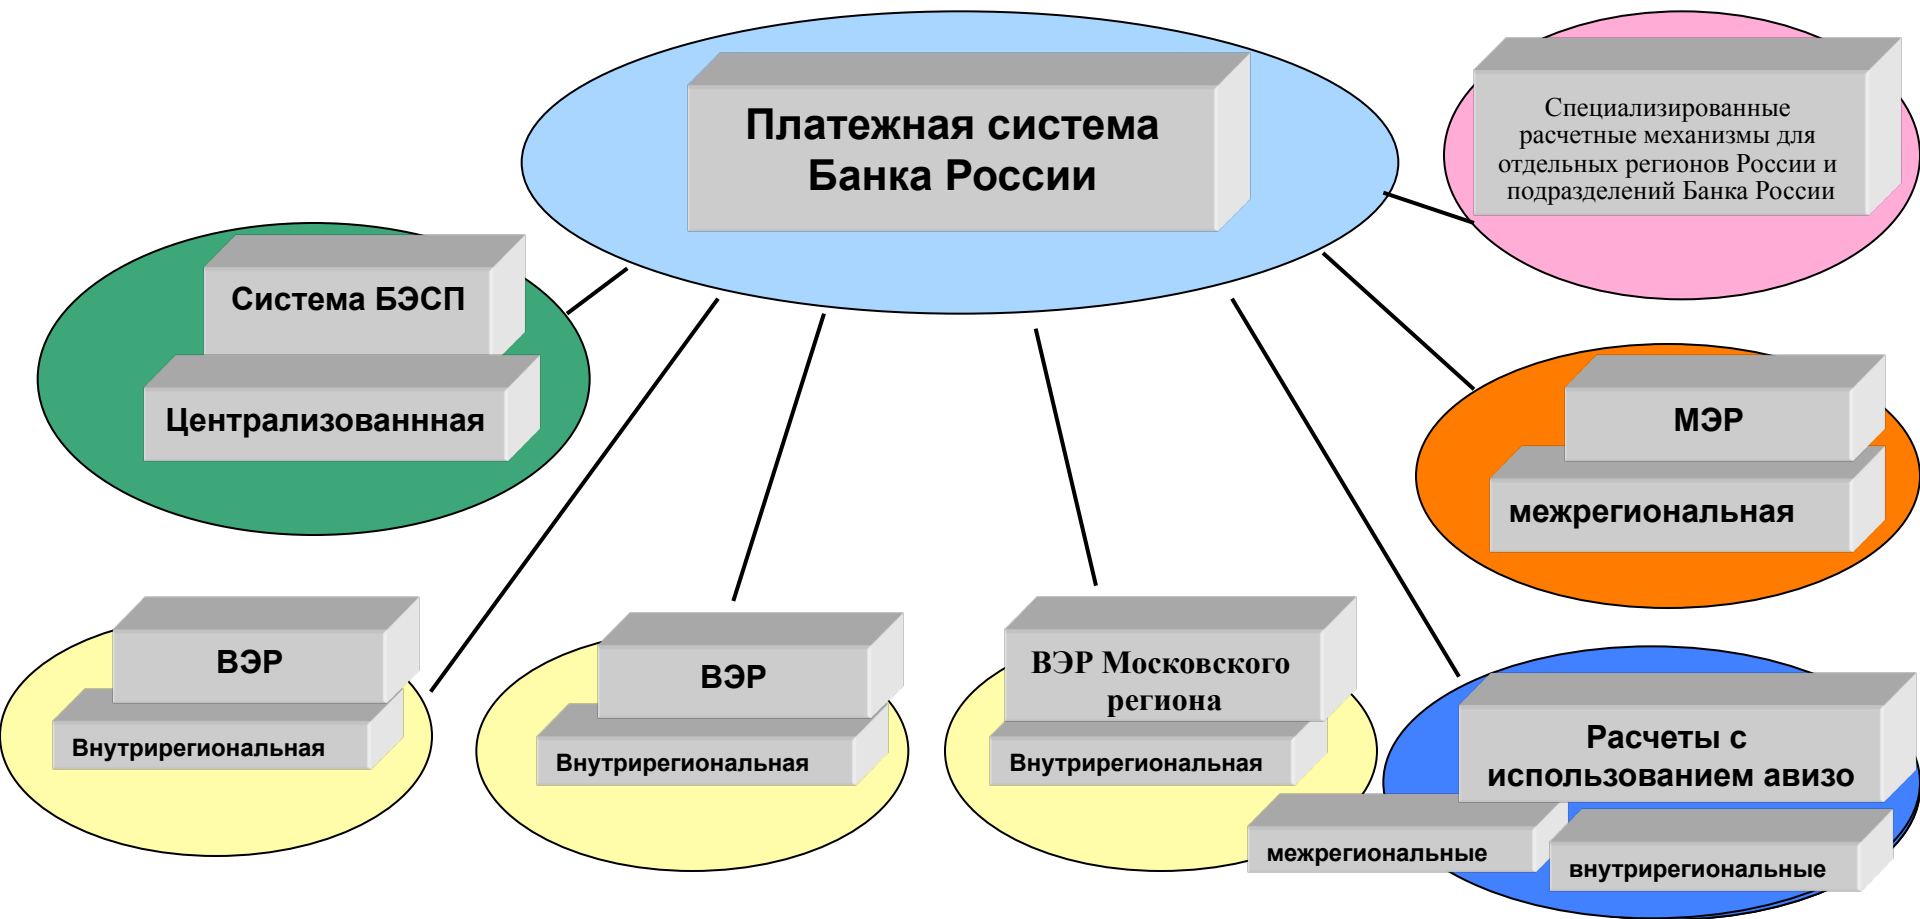 Платежная система
Банка России
Специализированные
расчетные механизмы для
отдельных регионов России и
подразделений Банка России
Система БЭСП
Централизованнная
МЭР
межрегиональная
ВЭР
Внутрирегиональная
ВЭР
Внутрирегиональная
ВЭР Московского
региона
Внутрирегиональная
Расчеты с
использованием авизо
межрегиональные
внутрирегиональные